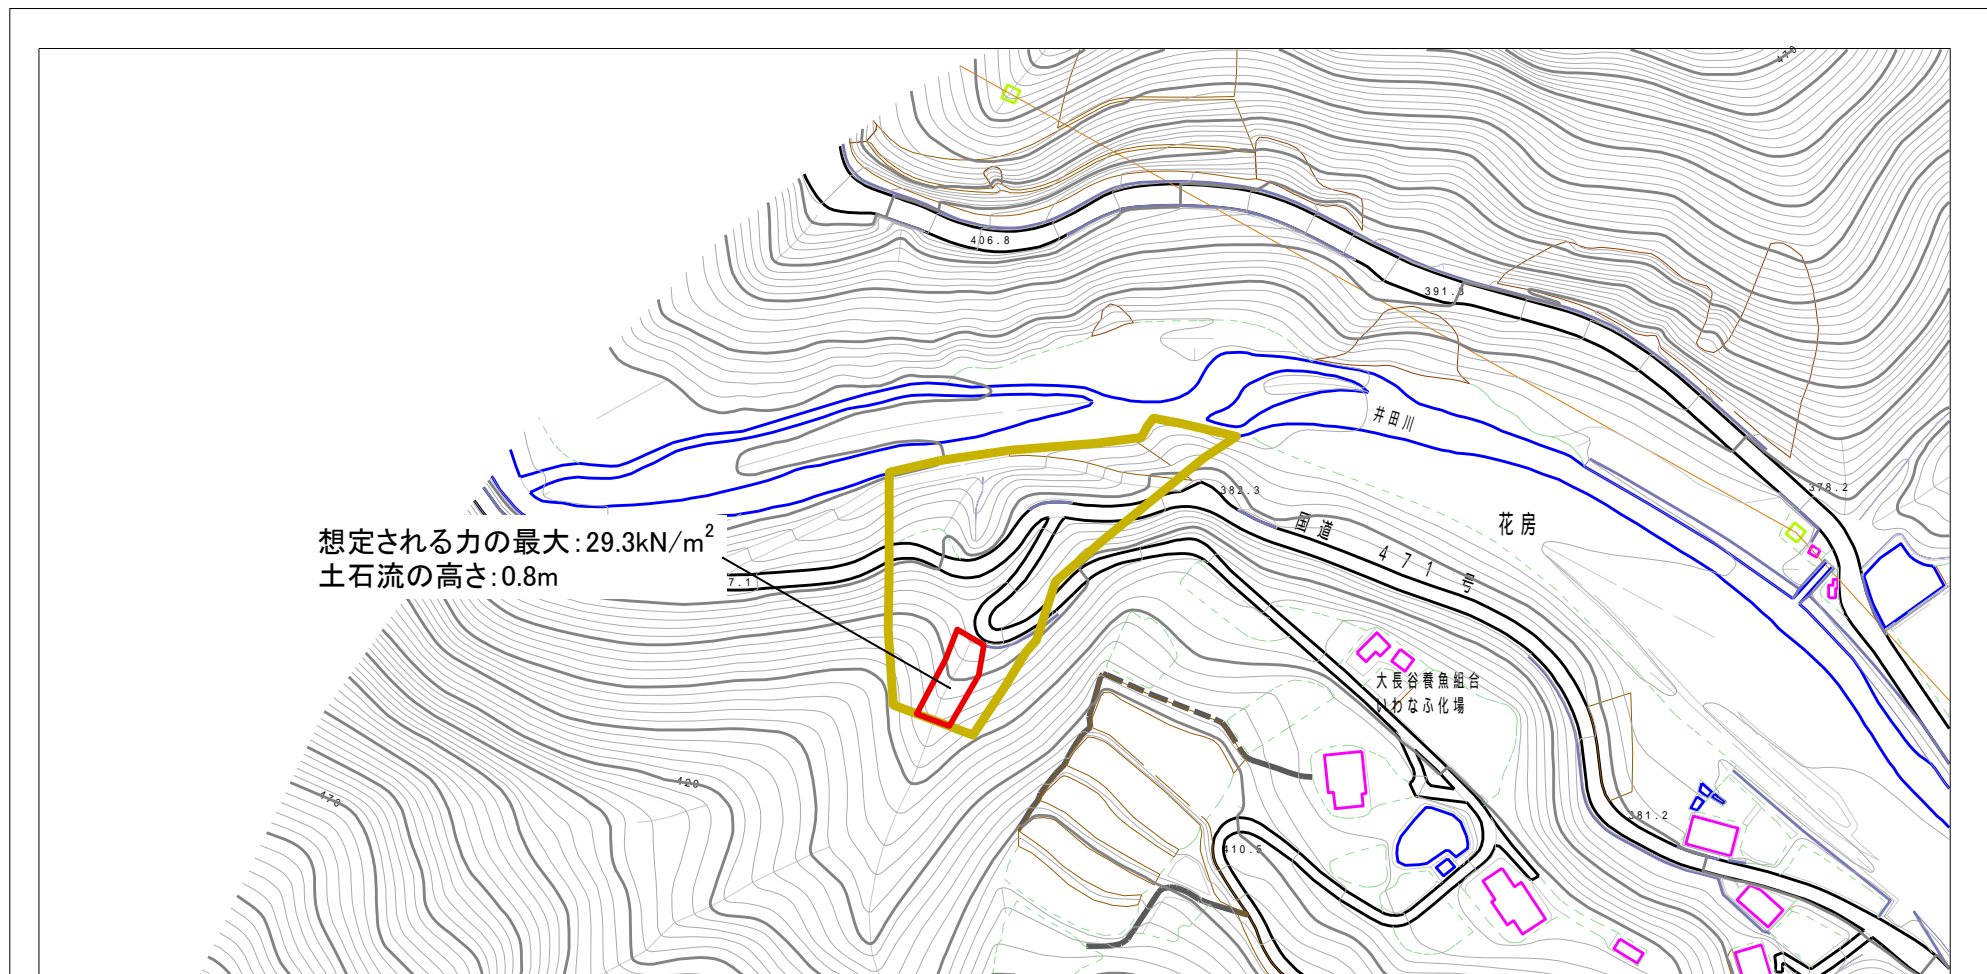 470
406.8
391.3
井田川
382.3
378.2
花房
国道 471号
想定される力の最大:29.3kN/m²
土石流の高さ:0.8m
7.1
大長谷養魚組合
いわなふ化場
420
470
381.2
410.5